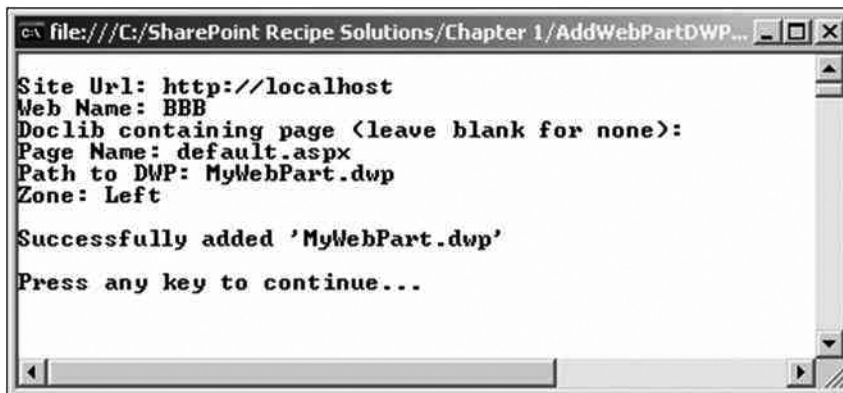 file:///C:/SharePoint Recipe Solutions/Chapter 1/AddWebPartDWP...
Site Url: http://localhost
Web Name: BBB
Doclib containing page (leave blank for none):
Page Name: default.aspx
Path to DWP: MyWebPart.dwp
Zone: Left
Successfully added 'MyWebPart.dwp'
Press any key to continue...